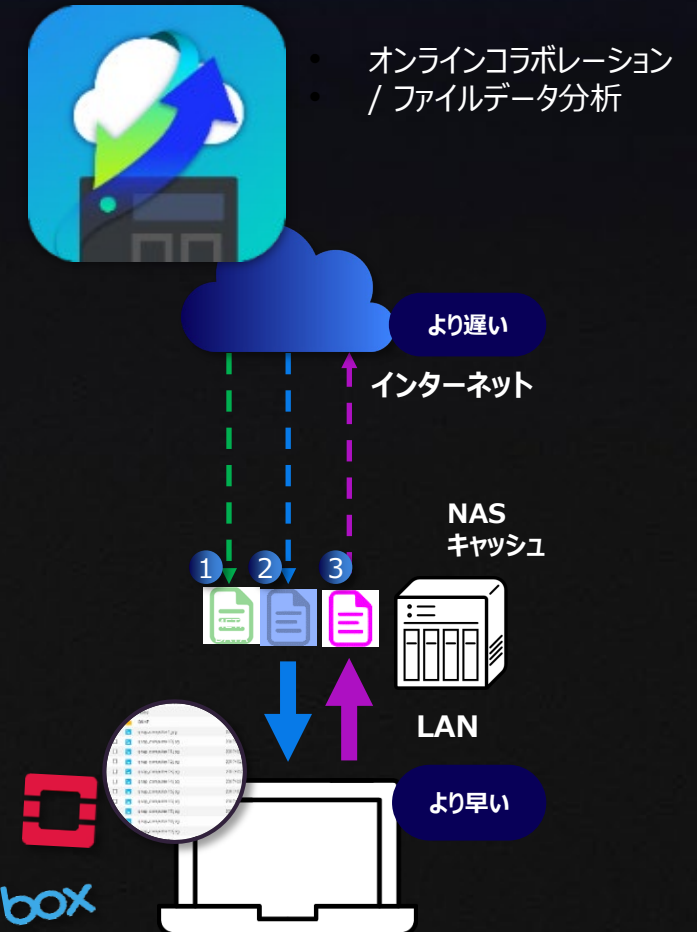 オンラインコラボレーション
/ ファイルデータ分析
より遅い
インターネット
NAS
キャッシュ
1 2 3
LAN
より早い
box